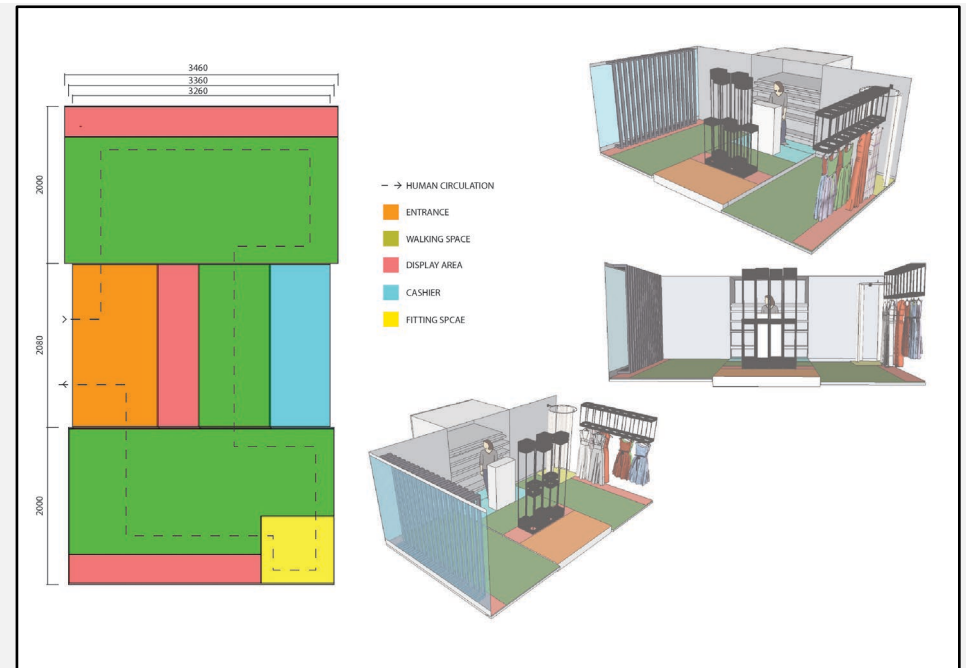 3460
3360
3260
2000
2080
2000
- → HUMAN CIRCULATION
ENTRANCE
WALKING SPACE
DISPLAY AREA
CASHIER
FITTING SPCAE